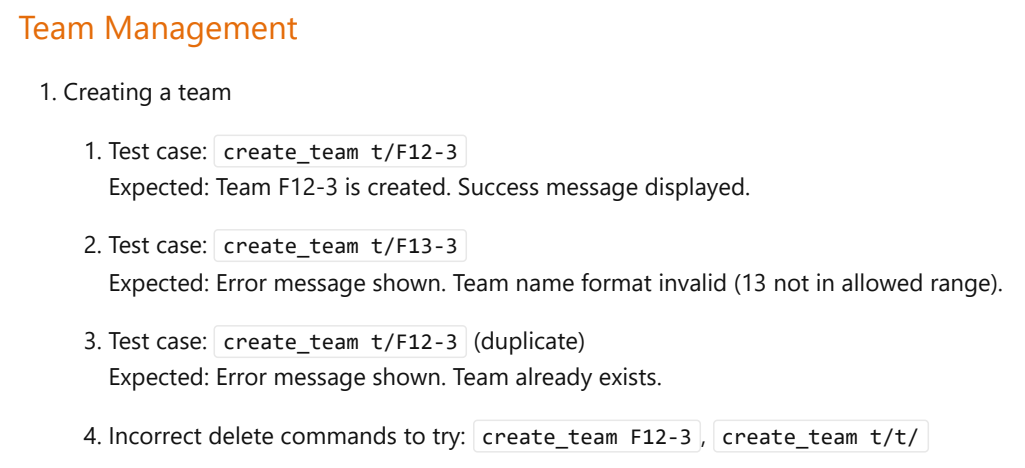 Team Management
1. Creating a team
1. Test case: create_team t/F12-3
Expected: Team F12-3 is created. Success message displayed.
2. Test case: create_team t/F13-3
Expected: Error message shown. Team name format invalid (13 not in allowed range).
3. Test case: create_team t/F12-3 (duplicate)
Expected: Error message shown. Team already exists.
4. Incorrect delete commands to try: create_team F12-3, create_team t/t/